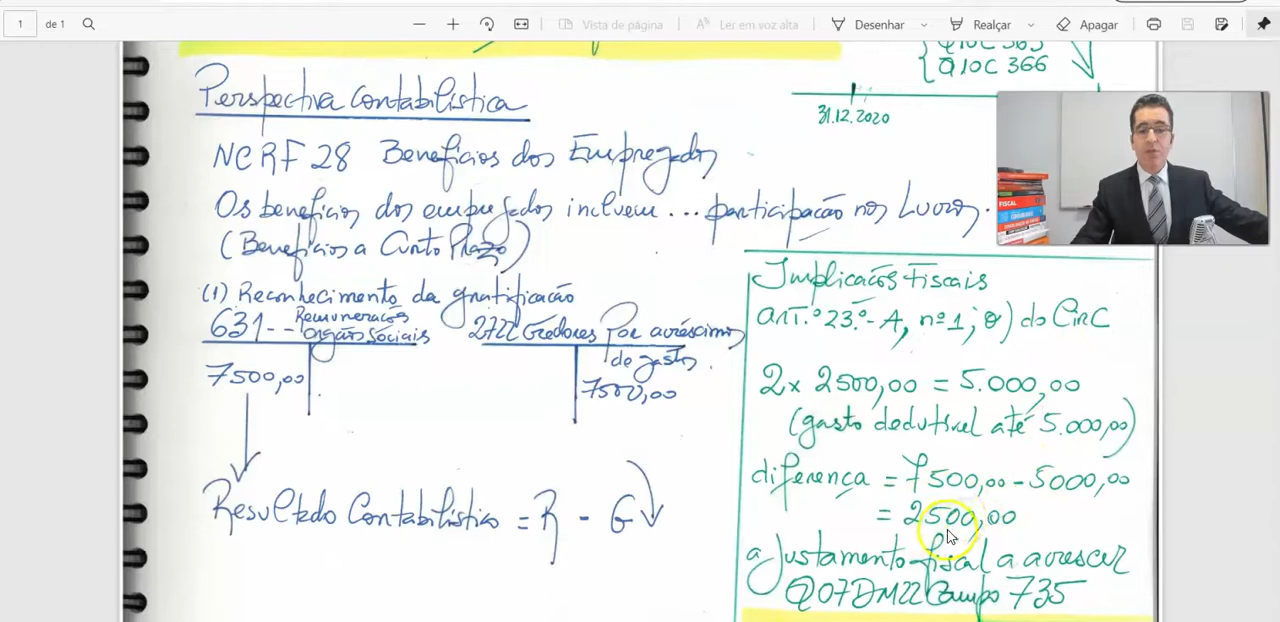 1 de 1
Vista de página
Ler em voz alta
Desenhar
Realçar
Apagar
Q10C 366
31.12.2020
Perspectiva Contabilística
NCRF 28 Benefícios dos Empregados
Os benefícios dos empregados incluem... participação nos Lucros.
(Benefícios a Curto Prazo)
(1) Reconhecimento da gratificação
631-- Remunerações Orgãos Sociais
2722 Credores Por acréscimos de gastos.
7500,00
7500,00
Resultado Contabilístico = R - G
Implicações Fiscais
ART.º 23.º-A, nº1, o) do CIRC
2 x 2500,00 = 5.000,00
(gasto dedutível até 5.000,00)
diferença = 7500,00 - 5000,00
= 2500,00
ajustamento fiscal a acrescer
Q07 DM22 Campo 735
FISCAL